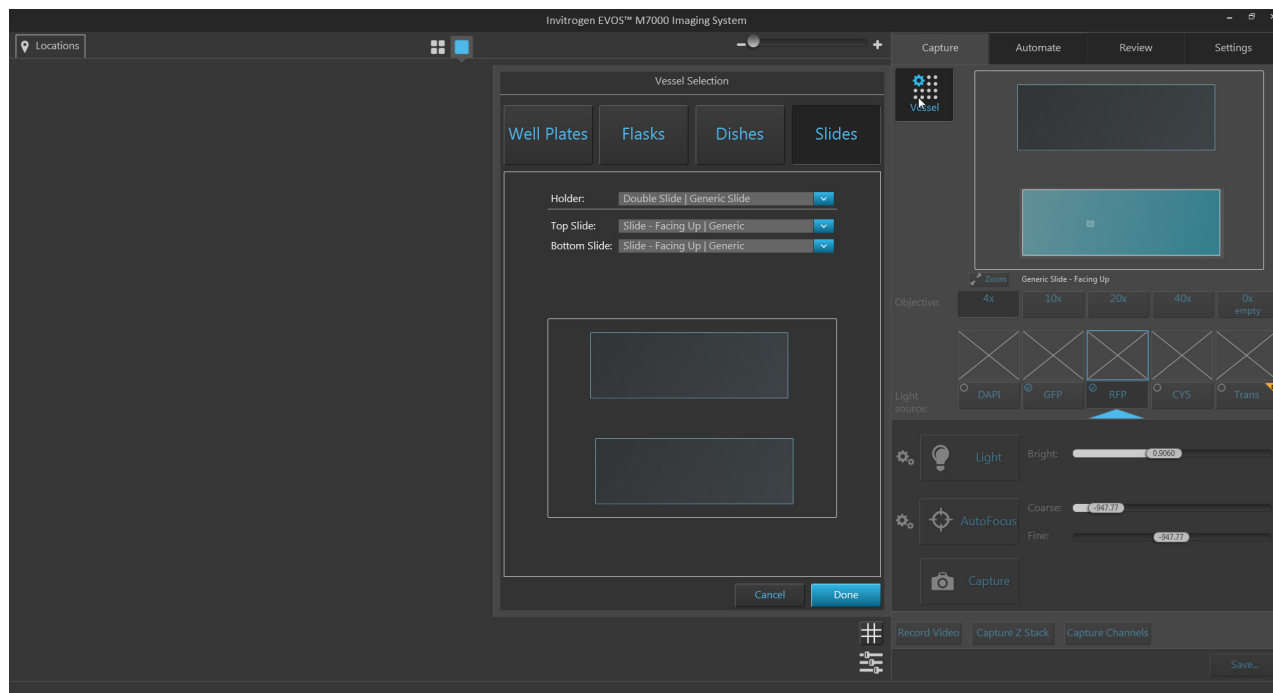 Invitrogen EVOS™ M7000 Imaging System
Locations
Capture Automate Review Settings
Vessel Selection
Vessel
Well Plates Flasks Dishes Slides
Holder: Double Slide | Generic Slide
Top Slide: Slide - Facing Up | Generic
Bottom Slide: Slide - Facing Up | Generic
Zoom Generic Slide - Facing Up
Objective: 4x 10x 20x 40x 0x
empty
Light
source:
DAPI GFP RFP CY5 Trans
Light Bright: 0.9060
AutoFocus Coarse: -947.77
Fine: -947.77
Capture
Cancel Done
Record Video Capture Z Stack Capture Channels
Save...